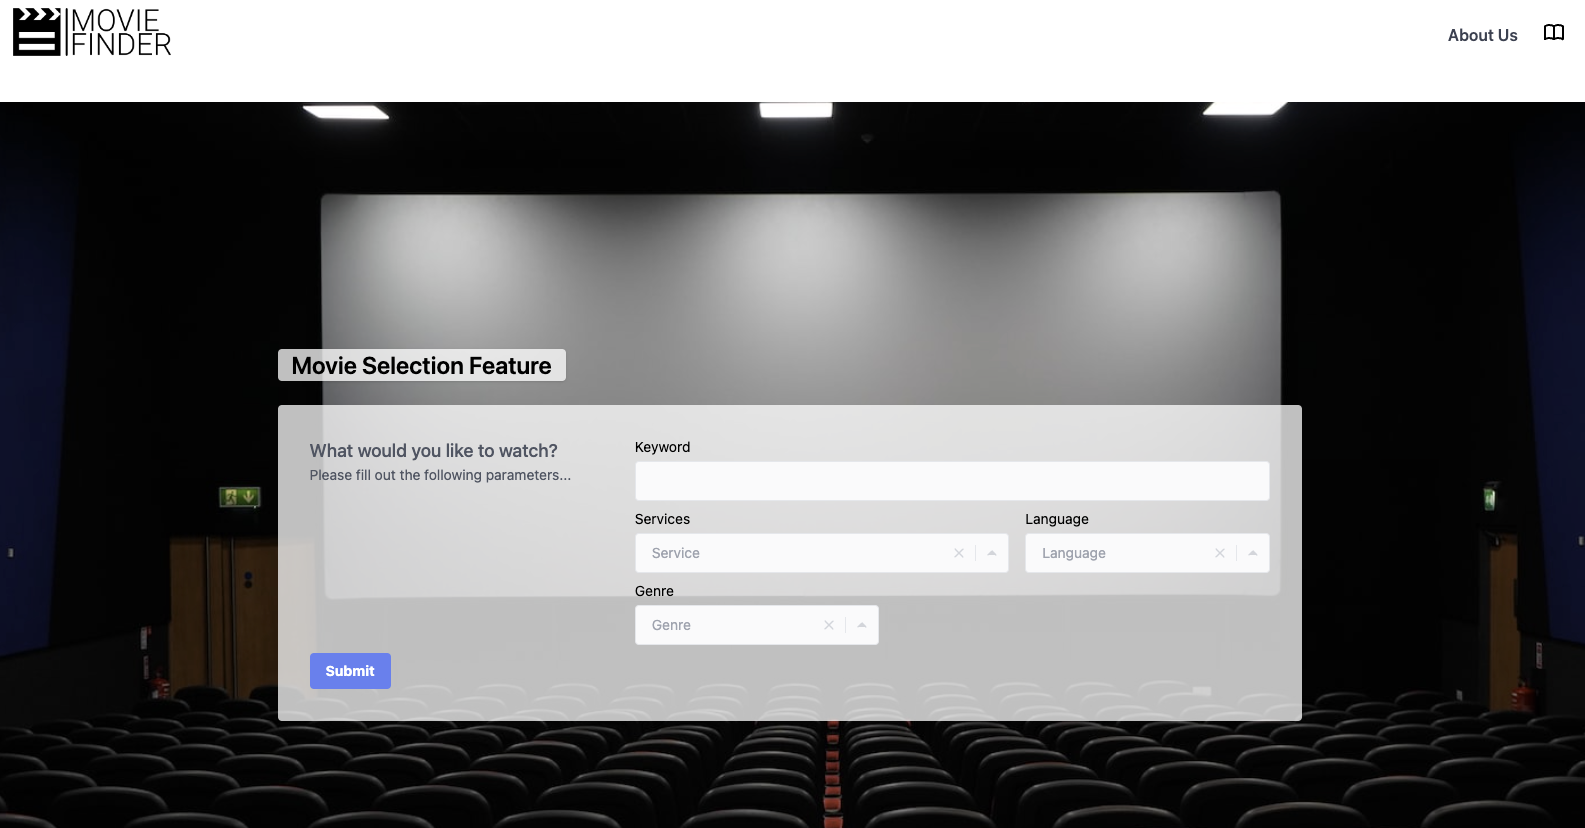 MOVIE
FINDER
About Us
Movie Selection Feature
What would you like to watch?
Please fill out the following parameters...
Keyword
Services
Language
Service
Language
Genre
Genre
Submit